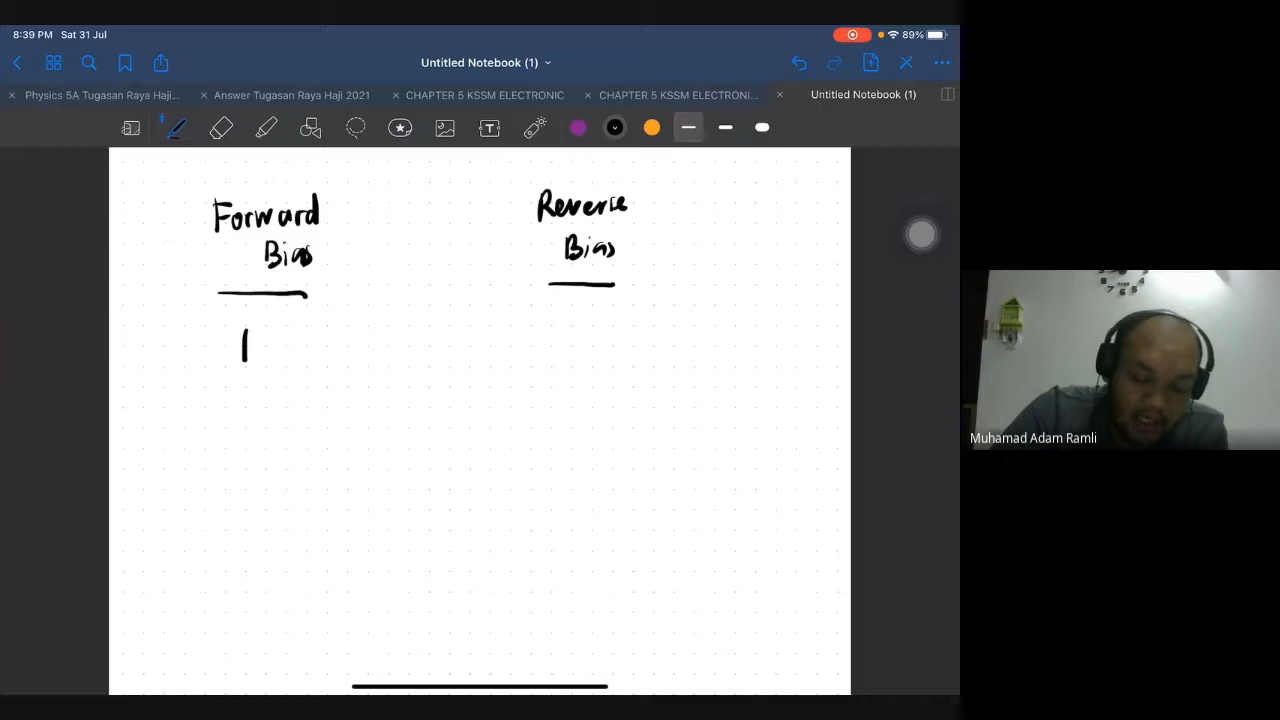 8:39 PM Sat 31 Jul
89%
Untitled Notebook (1)
Physics 5A Tugasan Raya Haji...
Answer Tugasan Raya Haji 2021
CHAPTER 5 KSSM ELECTRONIC
CHAPTER 5 KSSM ELECTRONI...
Untitled Notebook (1)
Forward
Bias
Reverse
Bias
Muhamad Adam Ramli